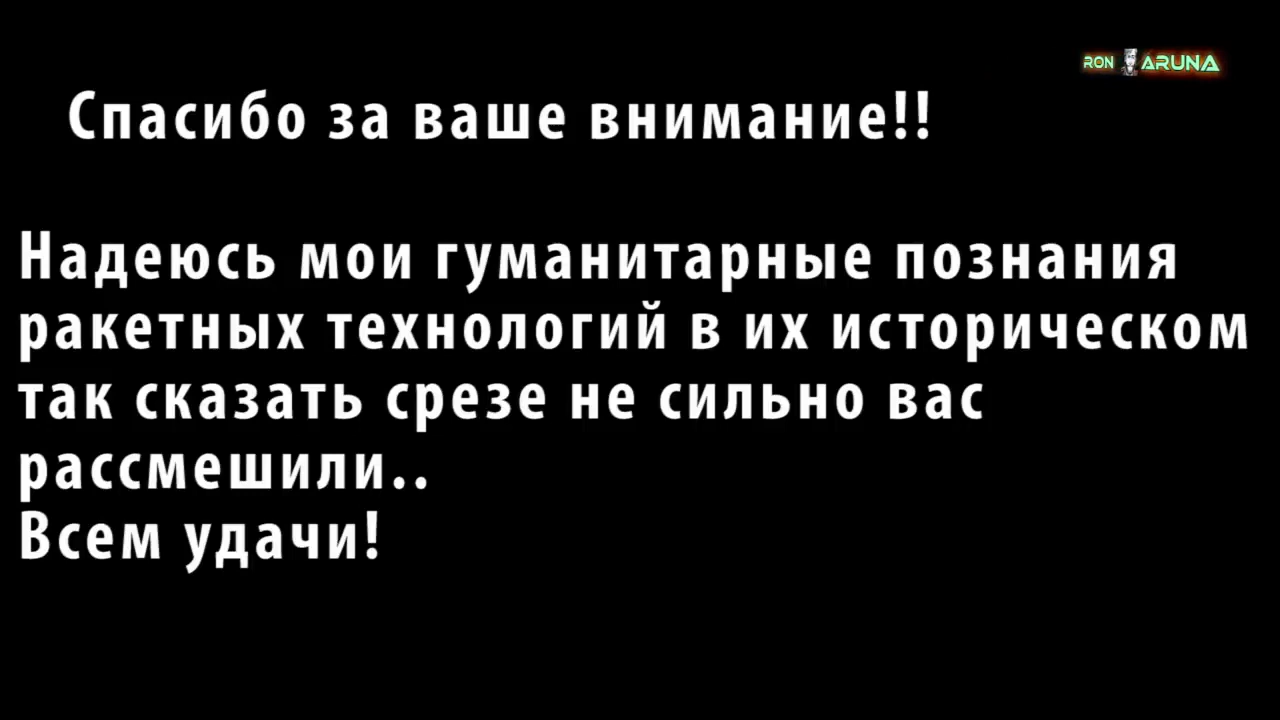 RON ARUNA
Спасибо за ваше внимание!!
Надеюсь мои гуманитарные познания
ракетных технологий в их историческом
так сказать срезе не сильно вас
рассмешили..
Всем удачи!